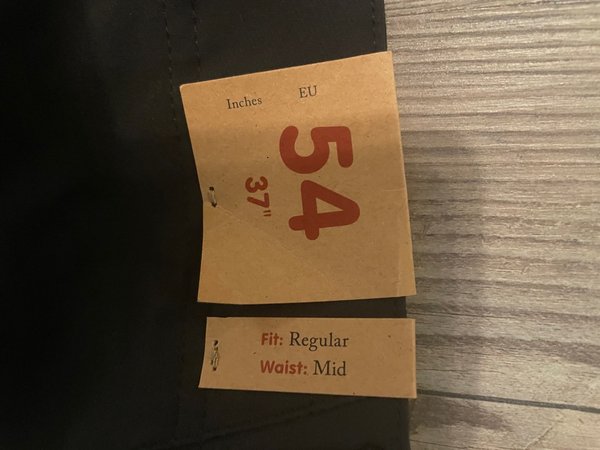 Inches EU
37" 54
Fit: Regular
Waist: Mid